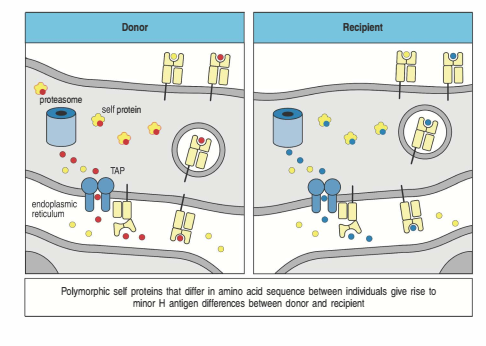 Donor
Recipient
proteasome
self protein
TAP
endoplasmic
reticulum
Polymorphic self proteins that differ in amino acid sequence between individuals give rise to
minor H antigen differences between donor and recipient